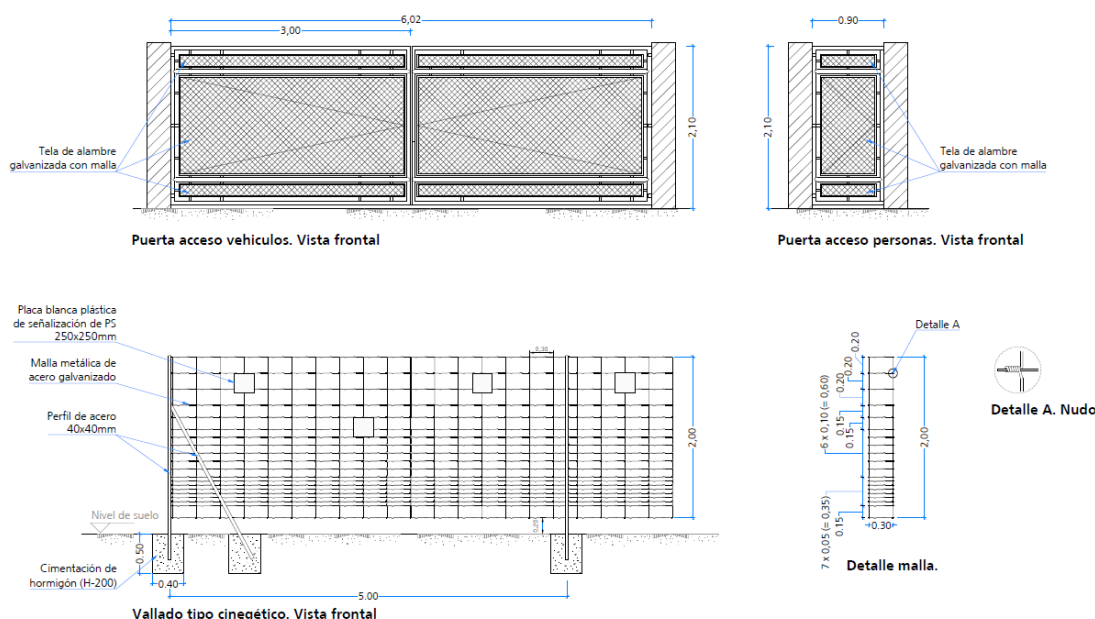 6,02
0.90
3,00
2,10
2,10
Tela de alambre
galvanizada con malla
Tela de alambre
galvanizada con malla
Puerta acceso vehiculos. Vista frontal
Puerta acceso personas. Vista frontal
Placa blanca plástica
de señalización de PS
250x250mm
Malla metálica de
acero galvanizado
Perfil de acero
40x40mm
Nivel de suelo
Cimentación de
hormigón (H-200)
0.30
2,00
0.20
0.50
0.40
5.00
Vallado tipo cinegético. Vista frontal
Detalle A
0.20
0.20
0.20
0.15
0.15
6 x 0,10 (= 0,60)
0.15
7 x 0,05 (= 0,35)
2,00
0.30
Detalle malla.
Detalle A. Nudo